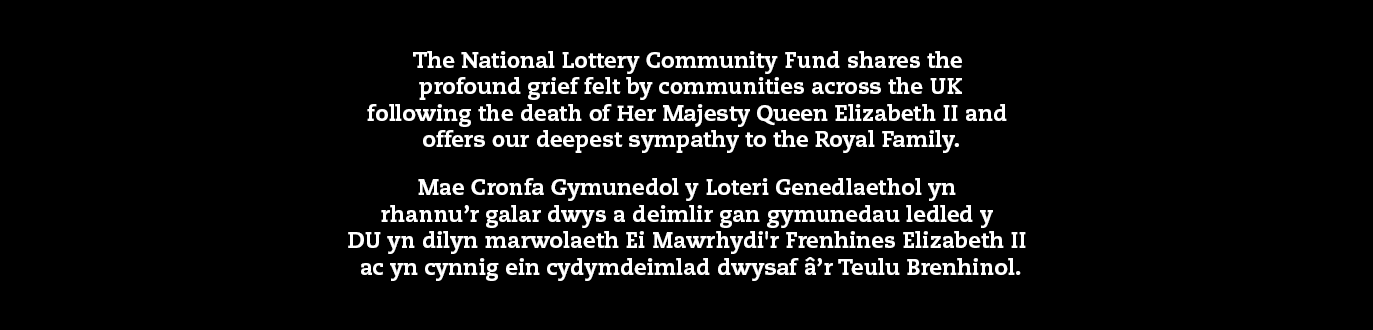 The National Lottery Community Fund shares the
profound grief felt by communities across the UK
following the death of Her Majesty Queen Elizabeth II and
offers our deepest sympathy to the Royal Family.
Mae Cronfa Gymunedol y Loteri Genedlaethol yn
rhannu’r galar dwys a deimlir gan gymunedau ledled y
DU yn dilyn marwolaeth Ei Mawrhydi'r Frenhines Elizabeth II
ac yn cynnig ein cydymdeimlad dwysaf â’r Teulu Brenhinol.